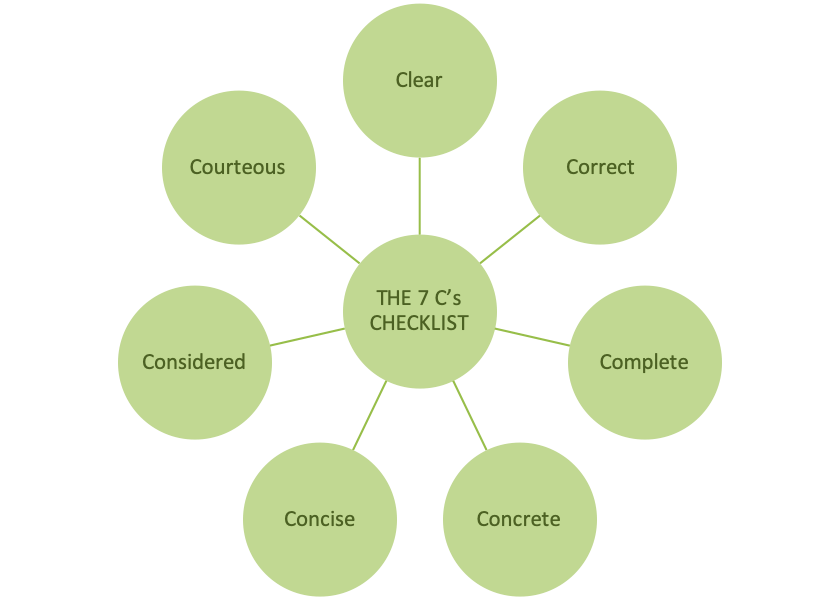 Clear
Courteous
Correct
THE 7 C’s
CHECKLIST
Considered
Complete
Concise
Concrete